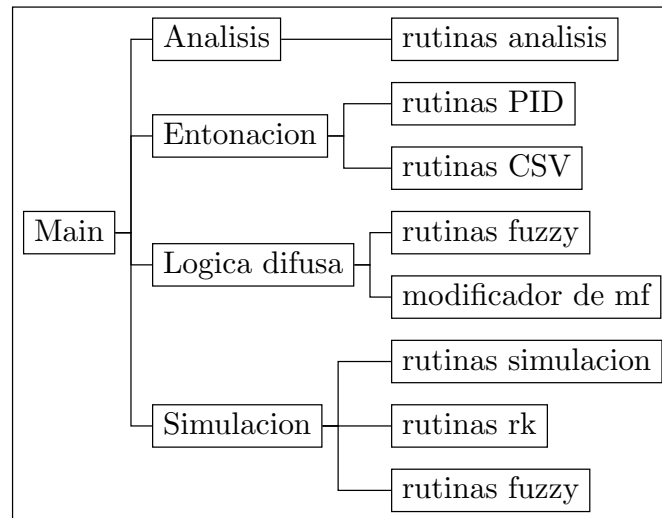 Main
Analisis
rutinas analisis
Entonacion
rutinas PID
rutinas CSV
Logica difusa
rutinas fuzzy
modificador de mf
Simulacion
rutinas simulacion
rutinas rk
rutinas fuzzy